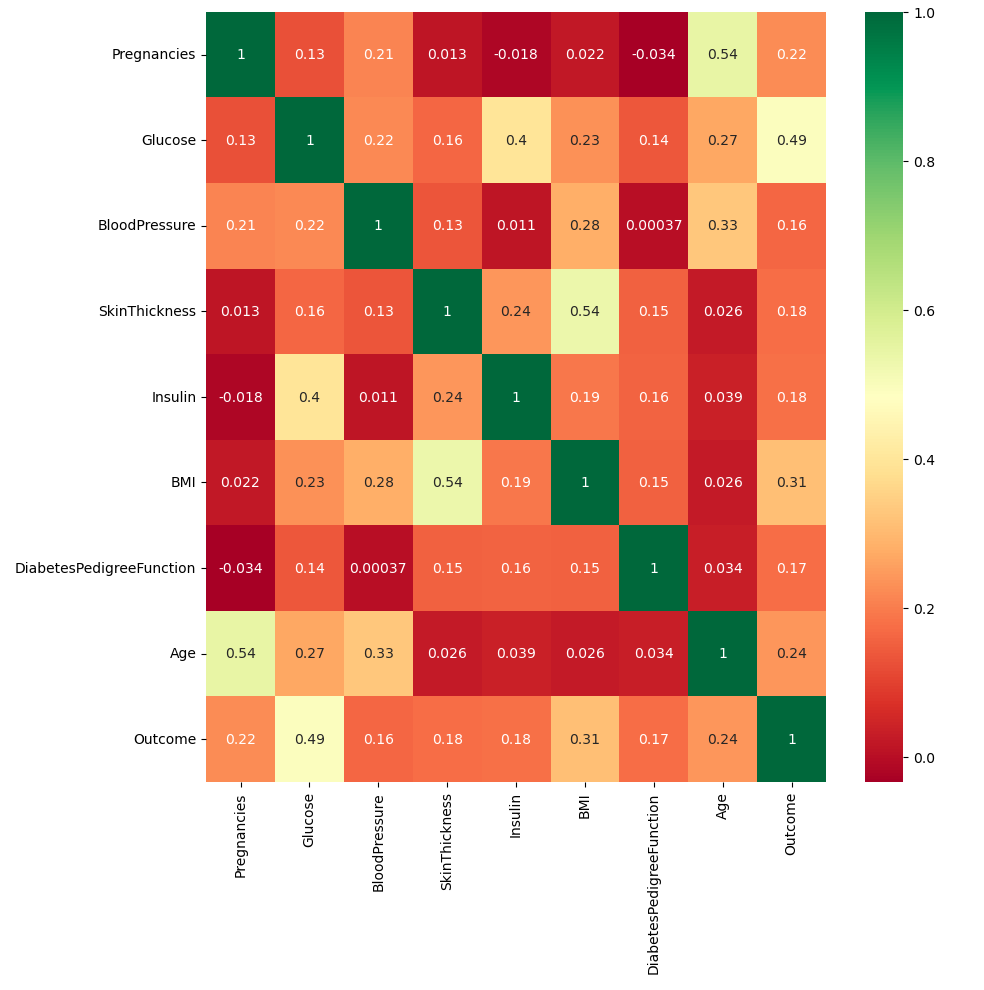 Pregnancies 1 0.13 0.21 0.013 -0.018 0.022 -0.034 0.54 0.22
Glucose 0.13 1 0.22 0.16 0.4 0.23 0.14 0.27 0.49
BloodPressure 0.21 0.22 1 0.13 0.011 0.28 0.00037 0.33 0.16
SkinThickness 0.013 0.16 0.13 1 0.24 0.54 0.15 0.026 0.18
Insulin -0.018 0.4 0.011 0.24 1 0.19 0.16 0.039 0.18
BMI 0.022 0.23 0.28 0.54 0.19 1 0.15 0.026 0.31
DiabetesPedigreeFunction -0.034 0.14 0.00037 0.15 0.16 0.15 1 0.034 0.17
Age 0.54 0.27 0.33 0.026 0.039 0.026 0.034 1 0.24
Outcome 0.22 0.49 0.16 0.18 0.18 0.31 0.17 0.24 1
Pregnancies
Glucose
BloodPressure
SkinThickness
Insulin
BMI
DiabetesPedigreeFunction
Age
Outcome
1.0
0.8
0.6
0.4
0.2
0.0